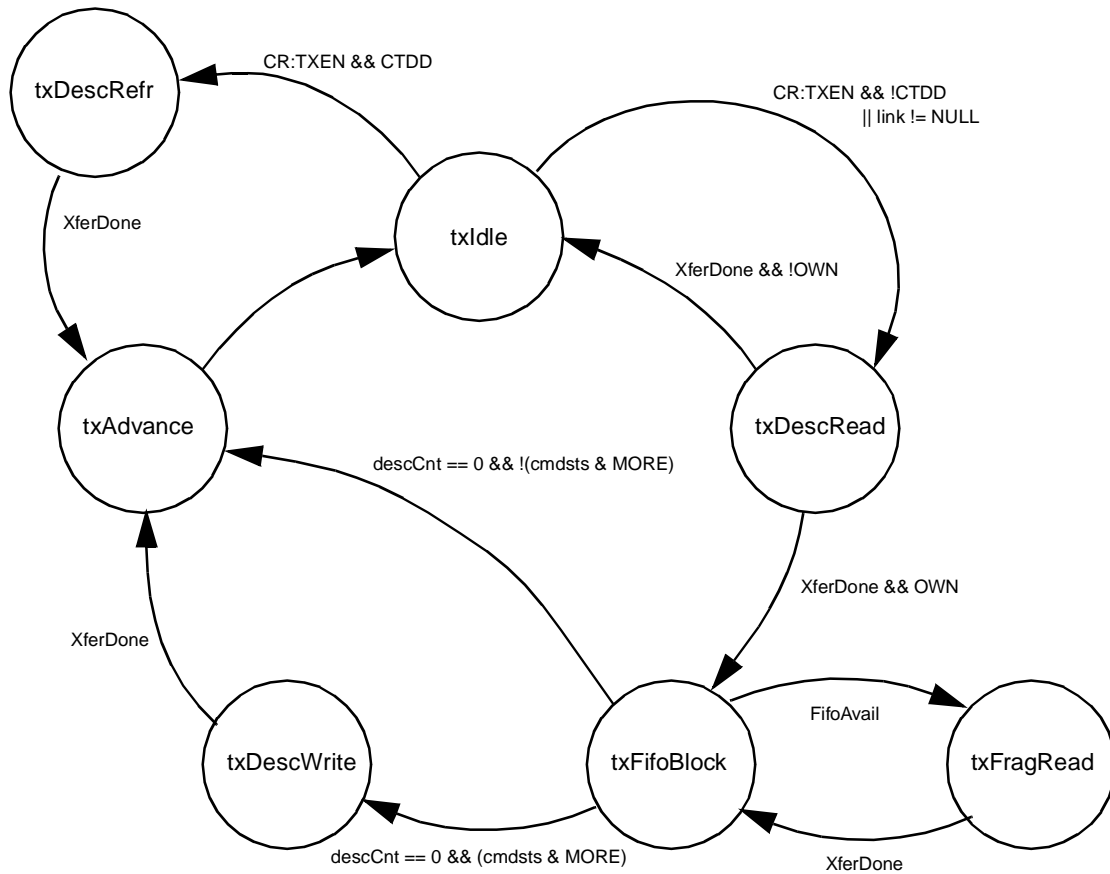 CR:TXEN && CTDD
txDescRefr
CR:TXEN && !CTDD
|| link != NULL
XferDone
txIdle
XferDone && !OWN
txAdvance
txDescRead
descCnt == 0 && !(cmdsts & MORE)
XferDone && OWN
XferDone
FifoAvail
txDescWrite
txFifoBlock
txFragRead
descCnt == 0 && (cmdsts & MORE)
XferDone